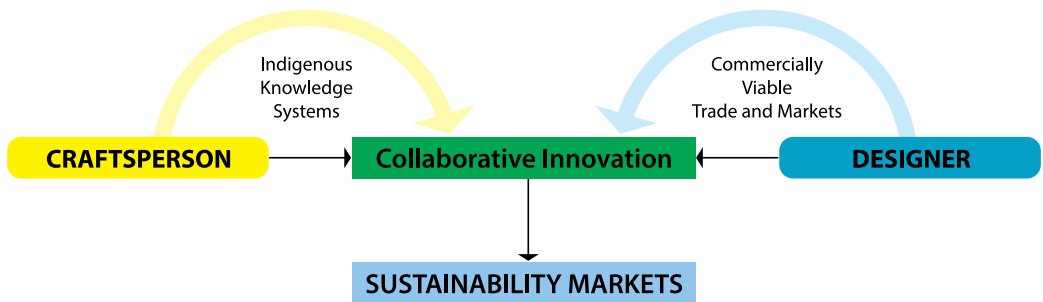 Indigenous
Knowledge
Systems
Commercially
Viable
Trade and Markets
CRAFTSPERSON
Collaborative Innovation
DESIGNER
SUSTAINABILITY MARKETS